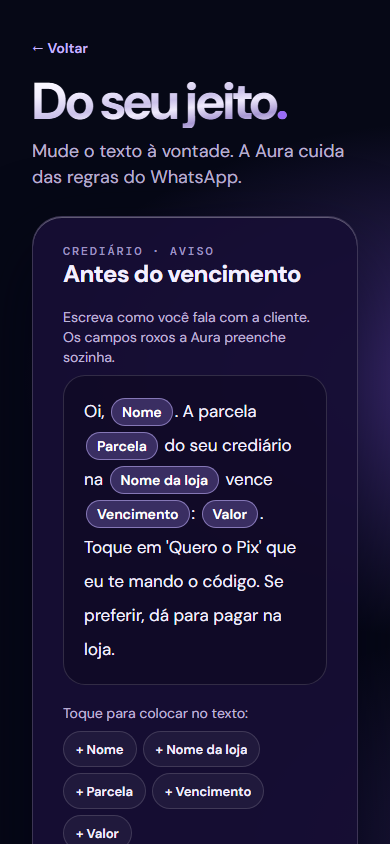 ← Voltar
Do seu jeito.
Mude o texto à vontade. A Aura cuida
das regras do WhatsApp.
CREDIÁRIO · AVISO
Antes do vencimento
Escreva como você fala com a cliente.
Os campos roxos a Aura preenche
sozinha.
Oi, Nome. A parcela
Parcela do seu crediário
na Nome da loja vence
Vencimento: Valor.
Toque em 'Quero o Pix' que
eu te mando o código. Se
preferir, dá para pagar na
loja.
Toque para colocar no texto:
+ Nome + Nome da loja
+ Parcela + Vencimento
+ Valor